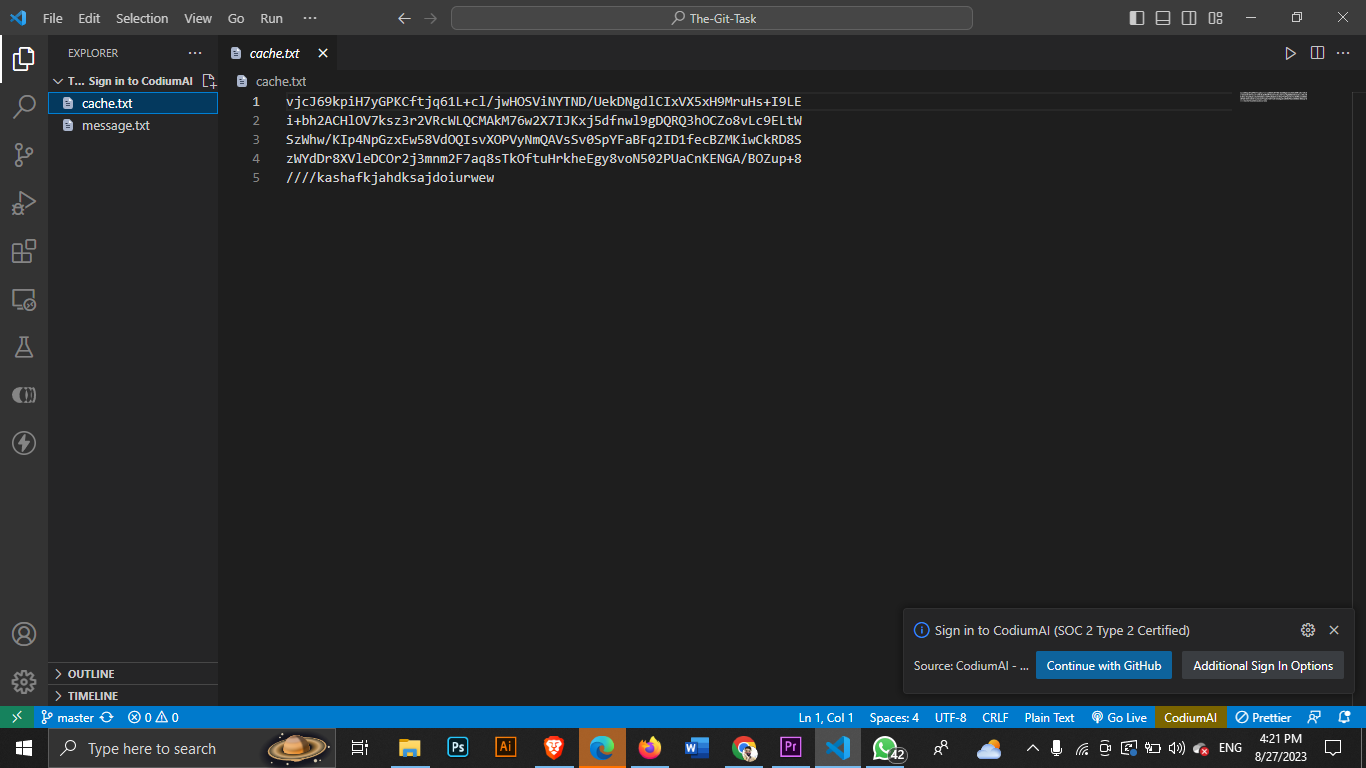 File Edit Selection View Go Run ···
The-Git-Task
EXPLORER ···
T... Sign in to CodiumAI
cache.txt
message.txt
OUTLINE
TIMELINE
cache.txt
cache.txt
1 vjcJ69kpiH7yGPKCftjq61L+cl/jwHOSViNYTND/UekDNgdlCIxVX5xH9MruHs+I9LE
2 i+bh2ACHlOV7ksz3r2VRcWLQCMAkM76w2X7IJKxj5dfnwl9gDQRQ3hOCZo8vLc9ELtW
3 SzWhw/KIp4NpGzxEw58VdOQIsvXOPVyNmQAVsSv0SpYFaBFq2ID1fecBZMKiwCkRD8S
4 zWYdDr8XVleDCOr2j3mnm2F7aq8sTkOftuHrkheEgy8voN502PUaCnKENGA/BOZup+8
5 ////kashafkjahdksajdoiurwew
Sign in to CodiumAI (SOC 2 Type 2 Certified)
Source: CodiumAI - ... Continue with GitHub Additional Sign In Options
master 0 0 Ln 1, Col 1 Spaces: 4 UTF-8 CRLF Plain Text Go Live CodiumAI Prettier
Type here to search Ps Ai W Pr 42 ENG 4:21 PM
8/27/2023